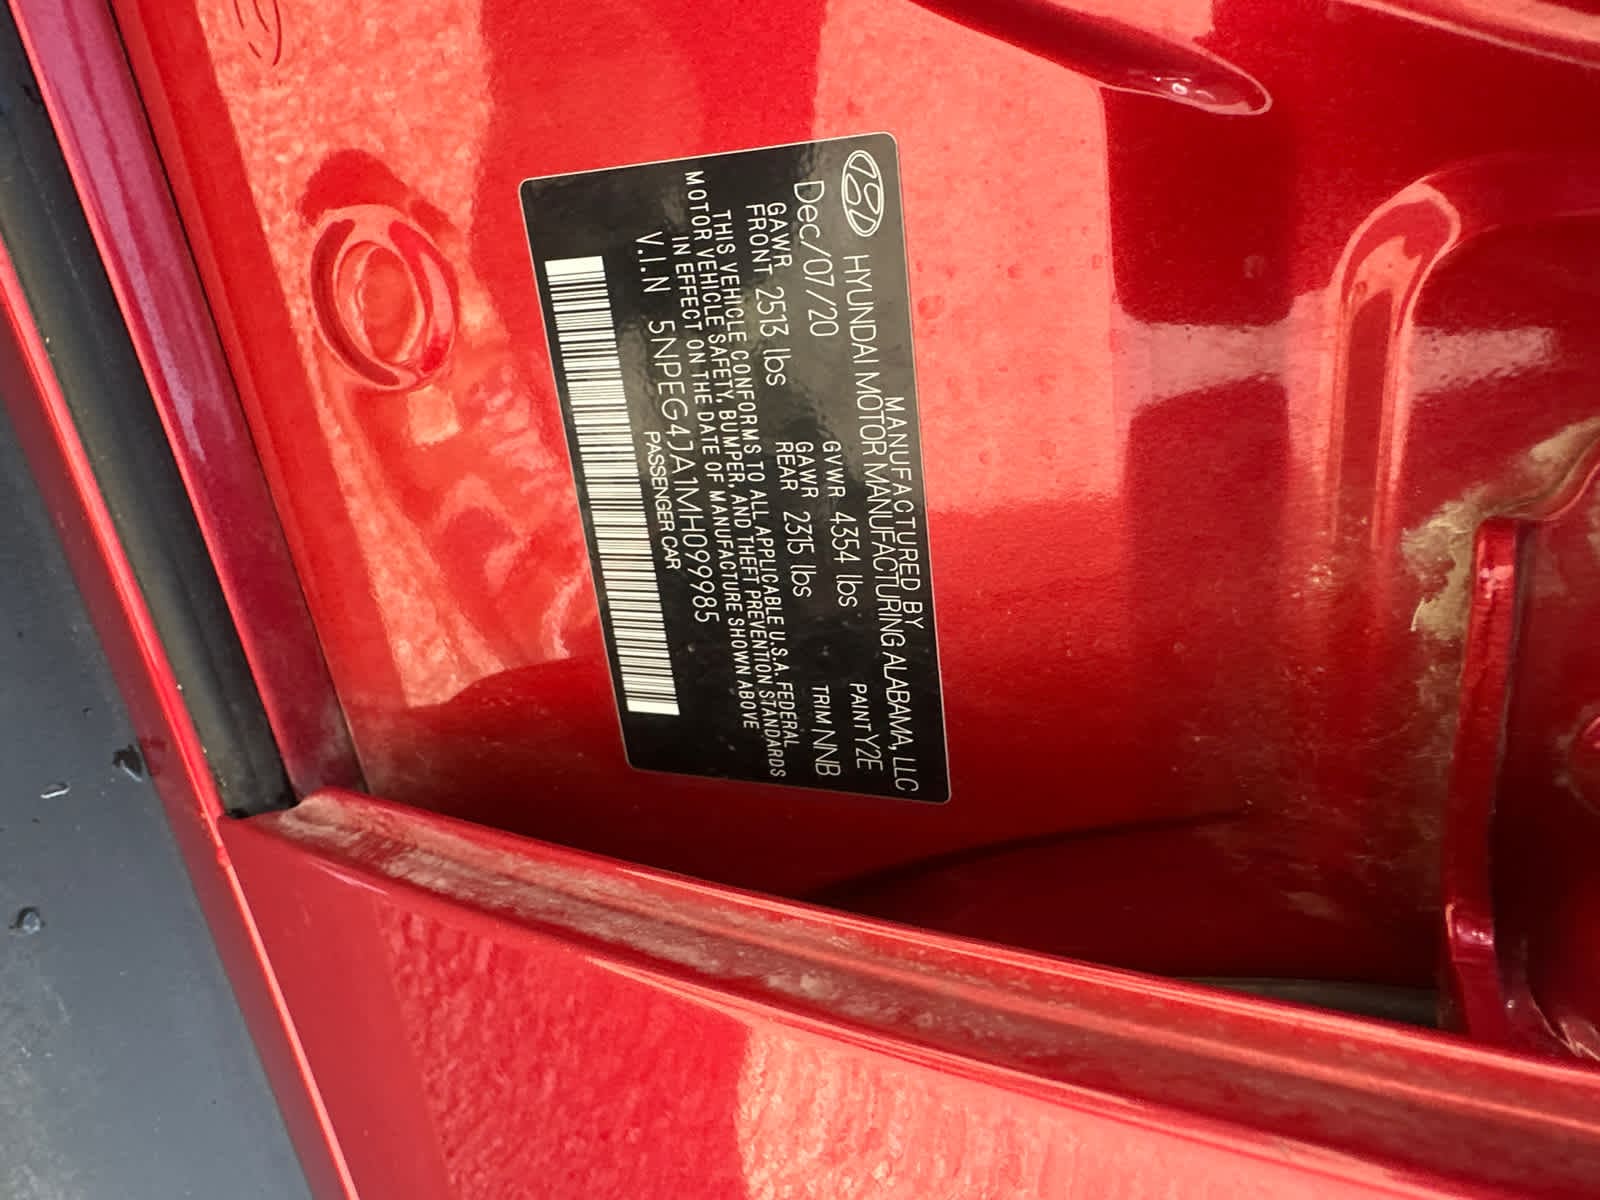 MANUFACTURED BY
HYUNDAI MOTOR MANUFACTURING ALABAMA, LLC
Dec/07/20 GVWR 4354 lbs PAINT Y2E
GAWR FRONT 2513 lbs GAWR REAR 2315 lbs TRIM NNB
THIS VEHICLE CONFORMS TO ALL APPLICABLE U.S.A. FEDERAL
MOTOR VEHICLE SAFETY, BUMPER, AND THEFT PREVENTION STANDARDS
IN EFFECT ON THE DATE OF MANUFACTURE SHOWN ABOVE
V.I.N 5NPEG4JA1MH099985
PASSENGER CAR